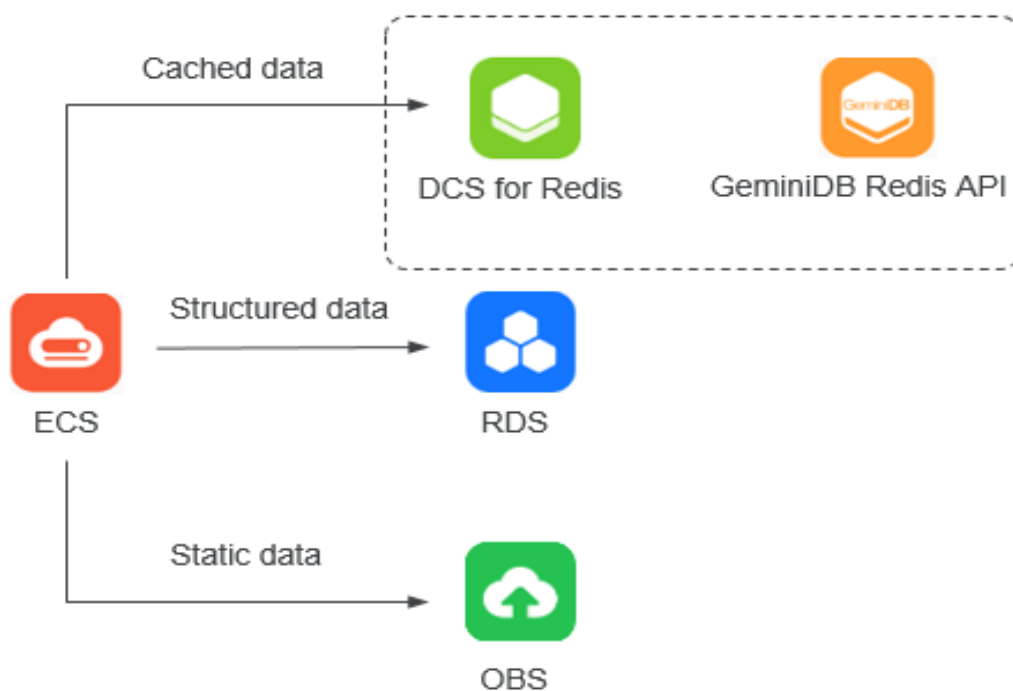 Cached data
GeminiDB
DCS for Redis
GeminiDB Redis API
Structured data
ECS
RDS
Static data
OBS